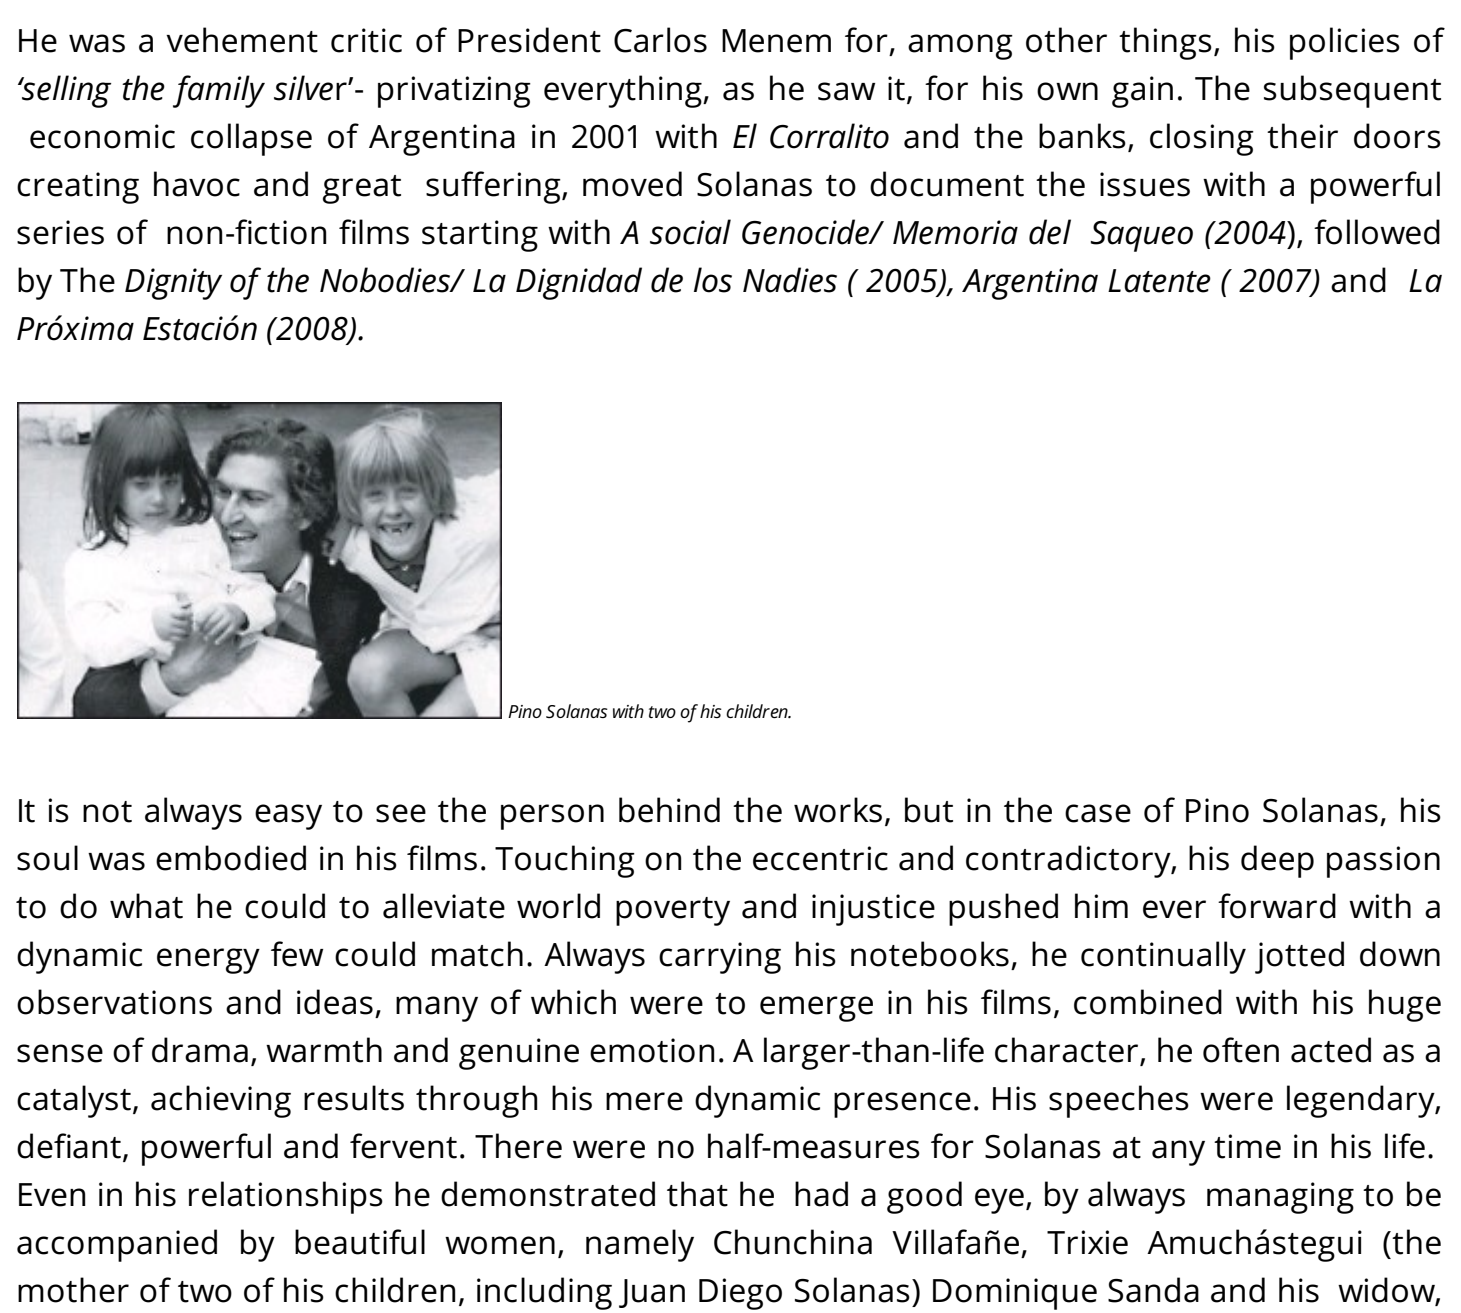 He was a vehement critic of President Carlos Menem for, among other things, his policies of
‘selling the family silver’- privatizing everything, as he saw it, for his own gain. The subsequent
economic collapse of Argentina in 2001 with El Corralito and the banks, closing their doors
creating havoc and great suffering, moved Solanas to document the issues with a powerful
series of non-fiction films starting with A social Genocide/ Memoria del Saqueo (2004), followed
by The Dignity of the Nobodies/ La Dignidad de los Nadies ( 2005), Argentina Latente ( 2007) and La
Próxima Estación (2008).
Pino Solanas with two of his children.
It is not always easy to see the person behind the works, but in the case of Pino Solanas, his
soul was embodied in his films. Touching on the eccentric and contradictory, his deep passion
to do what he could to alleviate world poverty and injustice pushed him ever forward with a
dynamic energy few could match. Always carrying his notebooks, he continually jotted down
observations and ideas, many of which were to emerge in his films, combined with his huge
sense of drama, warmth and genuine emotion. A larger-than-life character, he often acted as a
catalyst, achieving results through his mere dynamic presence. His speeches were legendary,
defiant, powerful and fervent. There were no half-measures for Solanas at any time in his life.
Even in his relationships he demonstrated that he had a good eye, by always managing to be
accompanied by beautiful women, namely Chunchina Villafañe, Trixie Amuchástegui (the
mother of two of his children, including Juan Diego Solanas) Dominique Sanda and his widow,